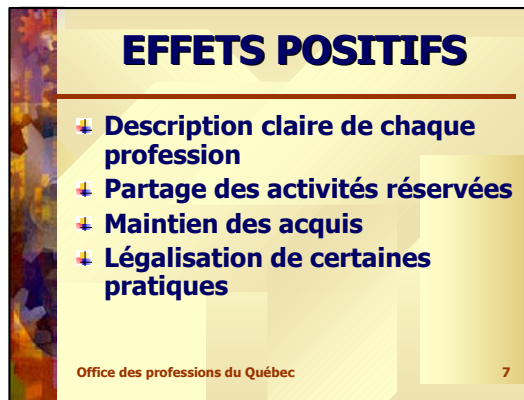 EFFETS POSITIFS
Description claire de chaque
profession
Partage des activités réservées
Maintien des acquis
Légalisation de certaines
pratiques
Office des professions du Québec 7